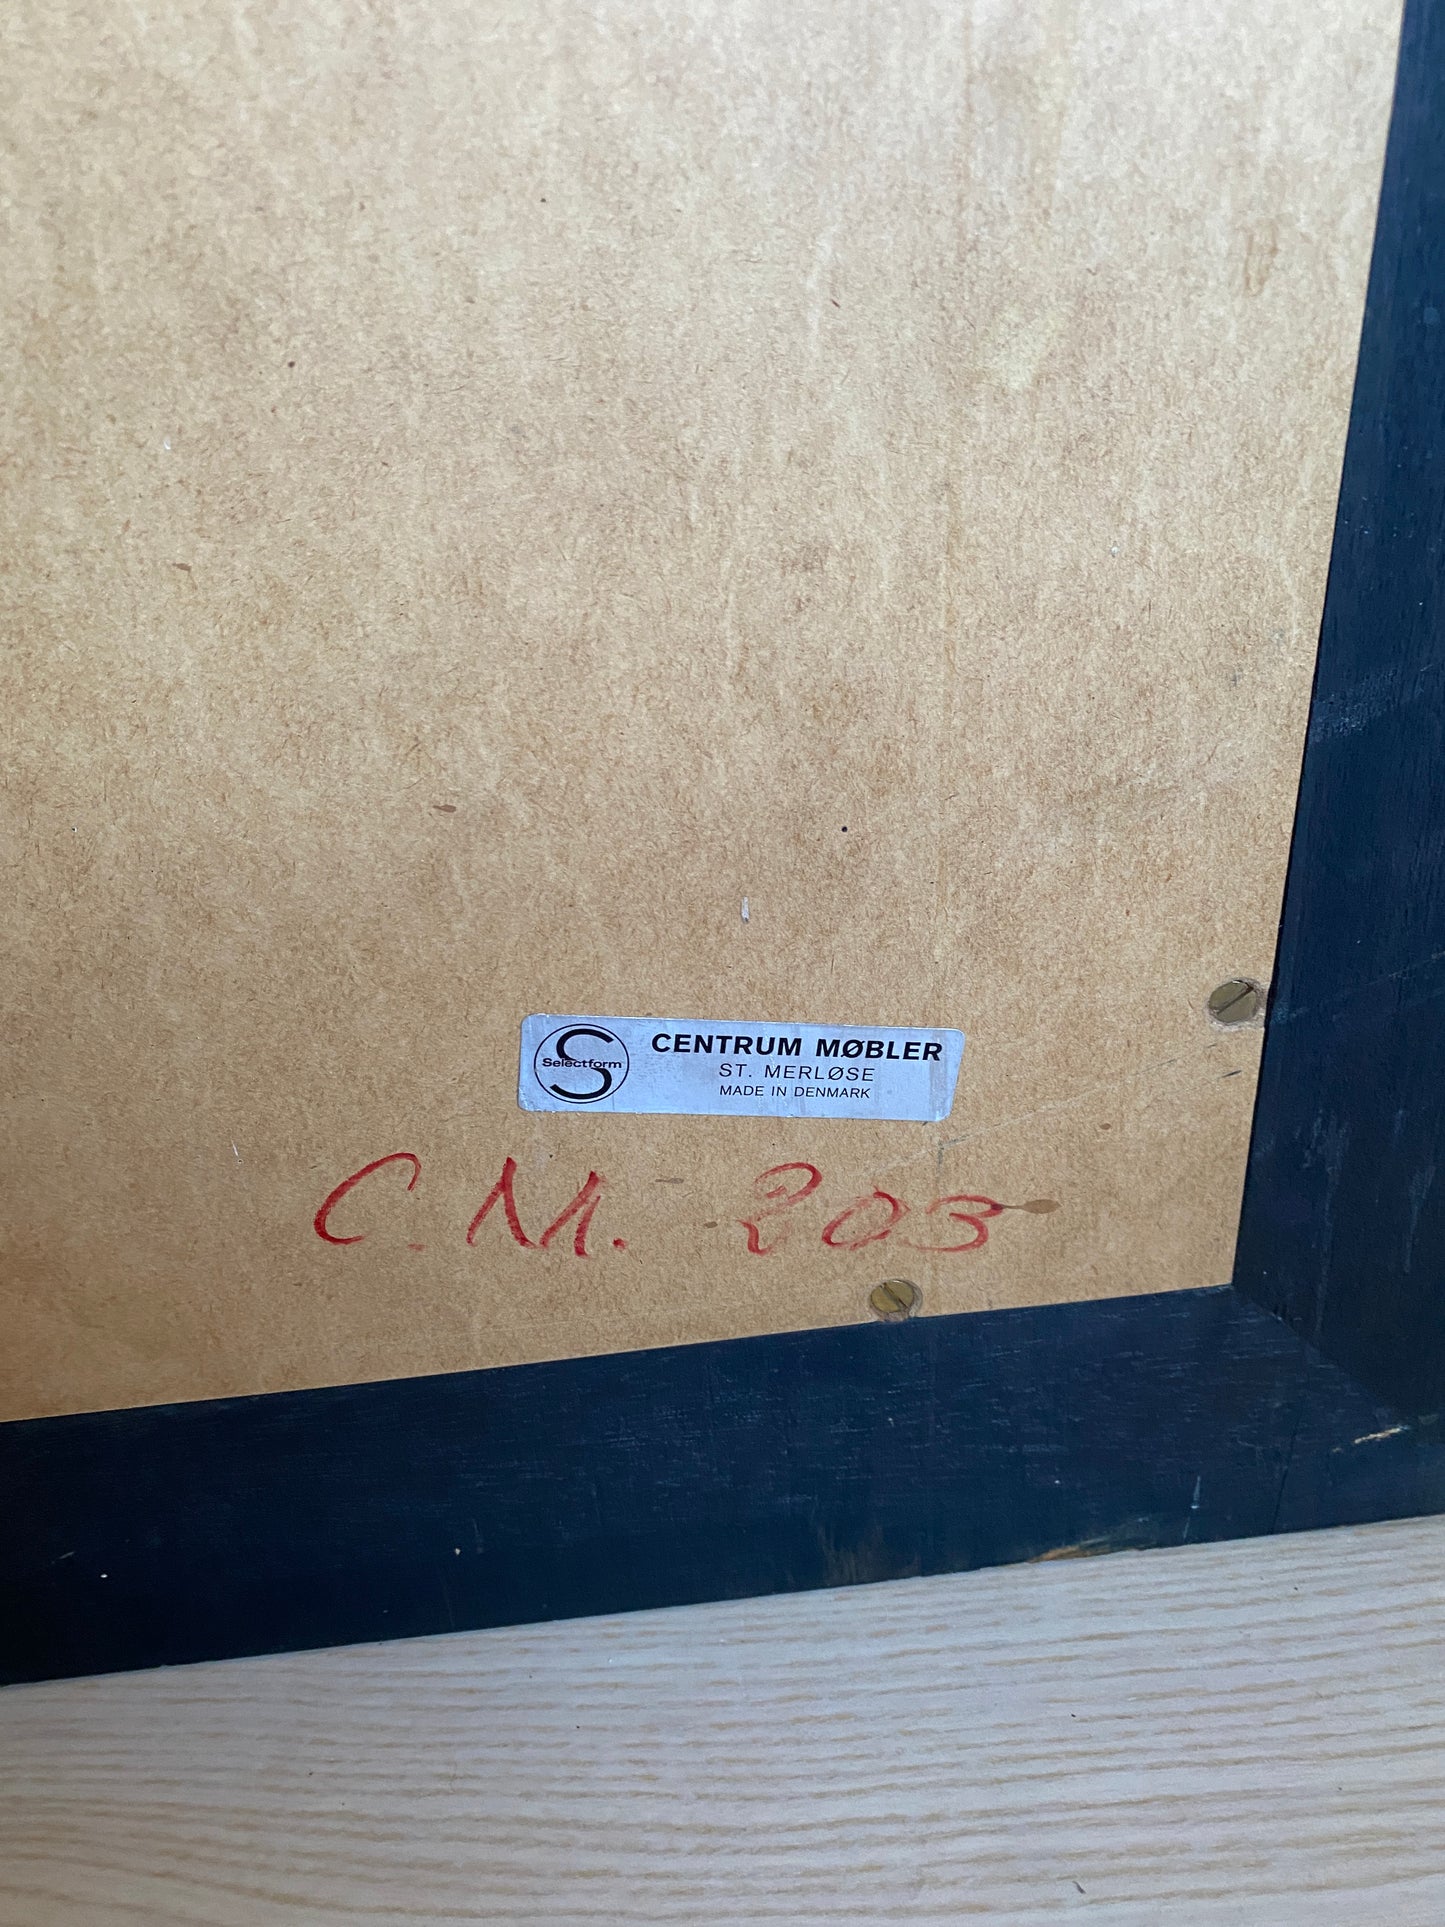 Selectform
CENTRUM MØBLER
ST. MERLØSE
MADE IN DENMARK
C.M. 203